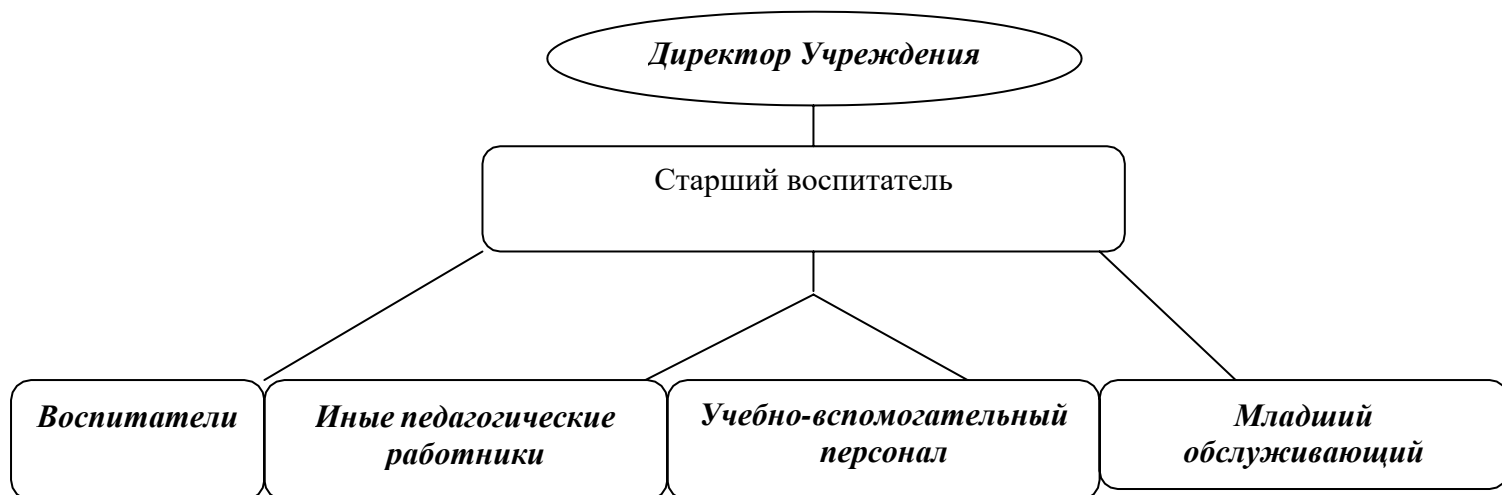 Директор Учреждения
Старший воспитатель
Воспитатели
Иные педагогические
работники
Учебно-вспомогательный
персонал
Младший
обслуживающий